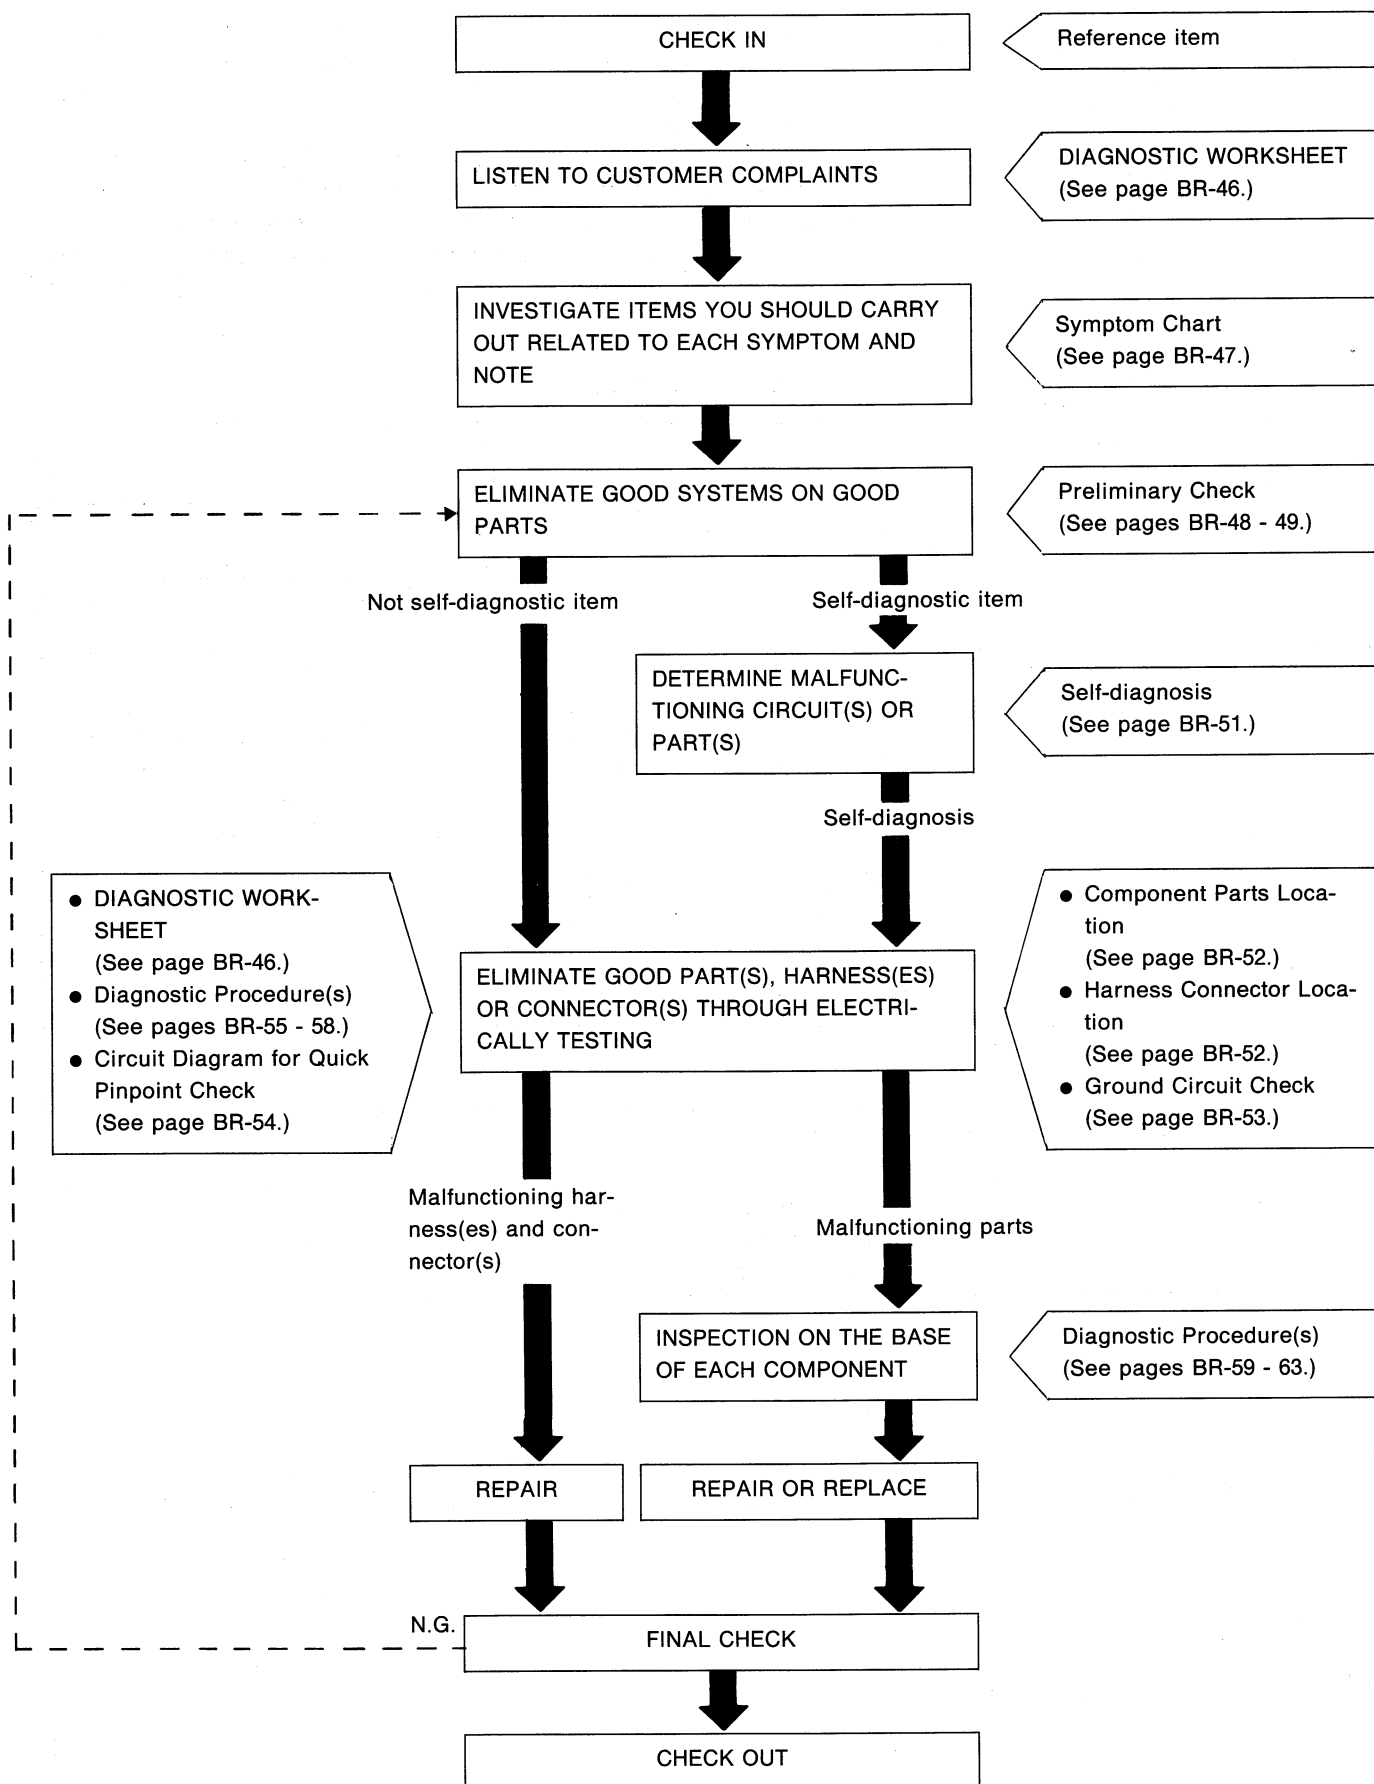 CHECK IN
Reference item
LISTEN TO CUSTOMER COMPLAINTS
DIAGNOSTIC WORKSHEET
(See page BR-46.)
INVESTIGATE ITEMS YOU SHOULD CARRY
OUT RELATED TO EACH SYMPTOM AND
NOTE
Symptom Chart
(See page BR-47.)
ELIMINATE GOOD SYSTEMS ON GOOD
PARTS
Preliminary Check
(See pages BR-48 - 49.)
Not self-diagnostic item
Self-diagnostic item
DETERMINE MALFUNC-
TIONING CIRCUIT(S) OR
PART(S)
Self-diagnosis
(See page BR-51.)
Self-diagnosis
● DIAGNOSTIC WORK-
SHEET
(See page BR-46.)
● Diagnostic Procedure(s)
(See pages BR-55 - 58.)
● Circuit Diagram for Quick
Pinpoint Check
(See page BR-54.)
ELIMINATE GOOD PART(S), HARNESS(ES)
OR CONNECTOR(S) THROUGH ELECTRI-
CALLY TESTING
● Component Parts Loca-
tion
(See page BR-52.)
● Harness Connector Loca-
tion
(See page BR-52.)
● Ground Circuit Check
(See page BR-53.)
Malfunctioning har-
ness(es) and con-
nector(s)
Malfunctioning parts
INSPECTION ON THE BASE
OF EACH COMPONENT
Diagnostic Procedure(s)
(See pages BR-59 - 63.)
REPAIR
REPAIR OR REPLACE
N.G.
FINAL CHECK
CHECK OUT